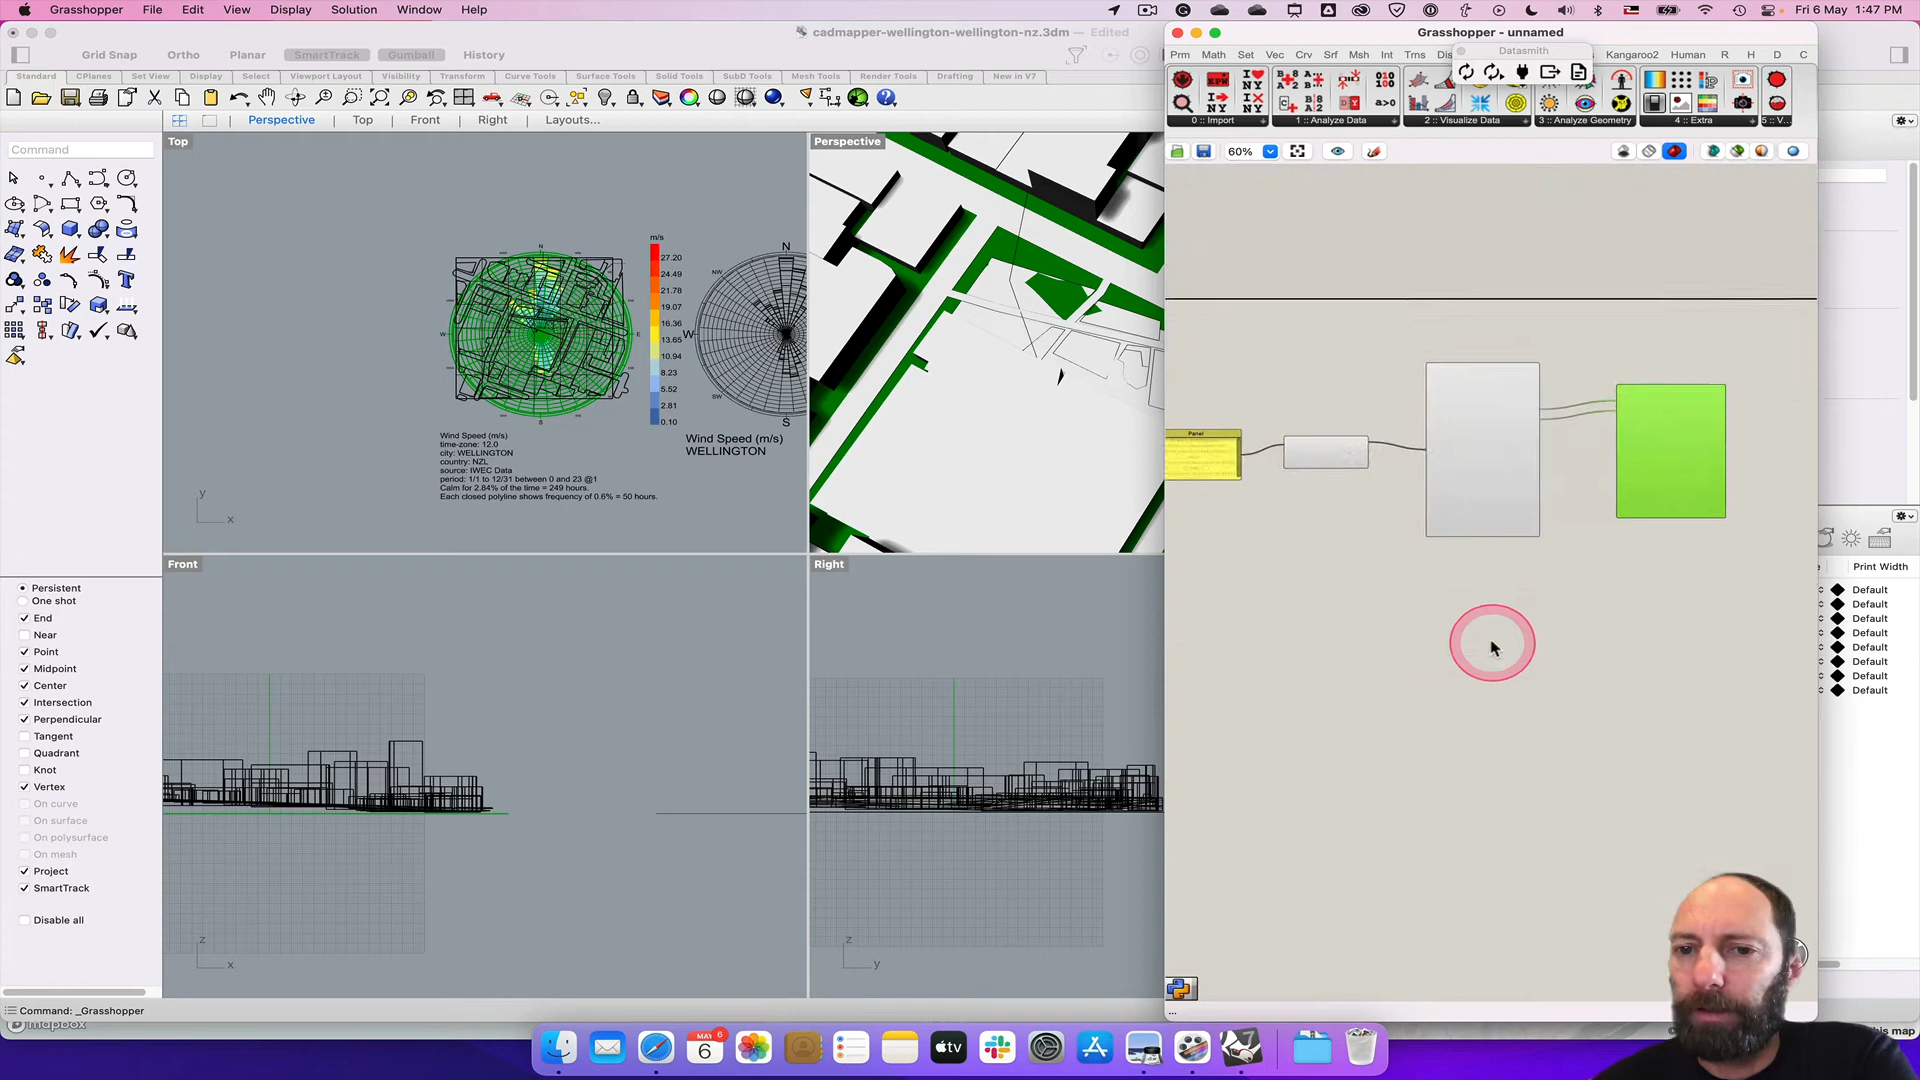 Grasshopper File Edit View Display Solution Window Help
Fri 6 May 1:47 PM
cadmapper-wellington-wellington-nz.3dm — Edited
Grid Snap Ortho Planar SmartTrack Gumball History
Standard CPlanes Set View Display Select Viewport Layout Visibility Transform Curve Tools Surface Tools Solid Tools SubD Tools Mesh Tools Render Tools Drafting New in V7
Perspective Top Front Right Layouts...
Command
Top
Perspective
Front
Right
m/s
27.20
24.49
21.78
19.07
16.36
13.65
10.94
8.23
5.52
2.81
0.10
N
W
E
S
N
NW
W
SW
S
Wind Speed (m/s)
time-zone: 12.0
city: WELLINGTON
country: NZL
source: IWEC Data
period: 1/1 to 12/31 between 0 and 23 @1
Calm for 2.84% of the time = 249 hours.
Each closed polyline shows frequency of 0.6% = 50 hours.
Wind Speed (m/s)
WELLINGTON
y
x
z
x
z
y
Persistent
One shot
End
Near
Point
Midpoint
Center
Intersection
Perpendicular
Tangent
Quadrant
Knot
Vertex
On curve
On surface
On polysurface
On mesh
Project
SmartTrack
Disable all
Command: _Grasshopper
mapbox
Grasshopper - unnamed
Prm Math Set Vec Crv Srf Msh Int Trns Dis Kangaroo2 Human R H D C
Datasmith
0 :: Import
1 :: Analyze Data
2 :: Visualize Data
3 :: Analyze Geometry
4 :: Extra
5 :: V...
60%
Panel
...
Print Width
Default
Default
Default
Default
Default
Default
Default
Default
MAY
6
6
tv
7